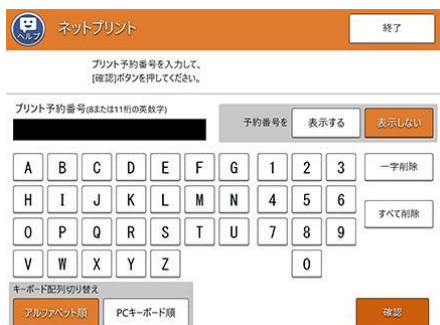 ヘルプ
ネットプリント
終了
プリント予約番号を入力して、
[確認]ボタンを押してください。
プリント予約番号(8または11桁の英数字)
予約番号を 表示する 表示しない
A B C D E F G 1 2 3 一字削除
H I J K L M N 4 5 6
すべて削除
O P Q R S T U 7 8 9
V W X Y Z 0
キーボード配列切り替え
アルファベット順 PCキーボード順 確認